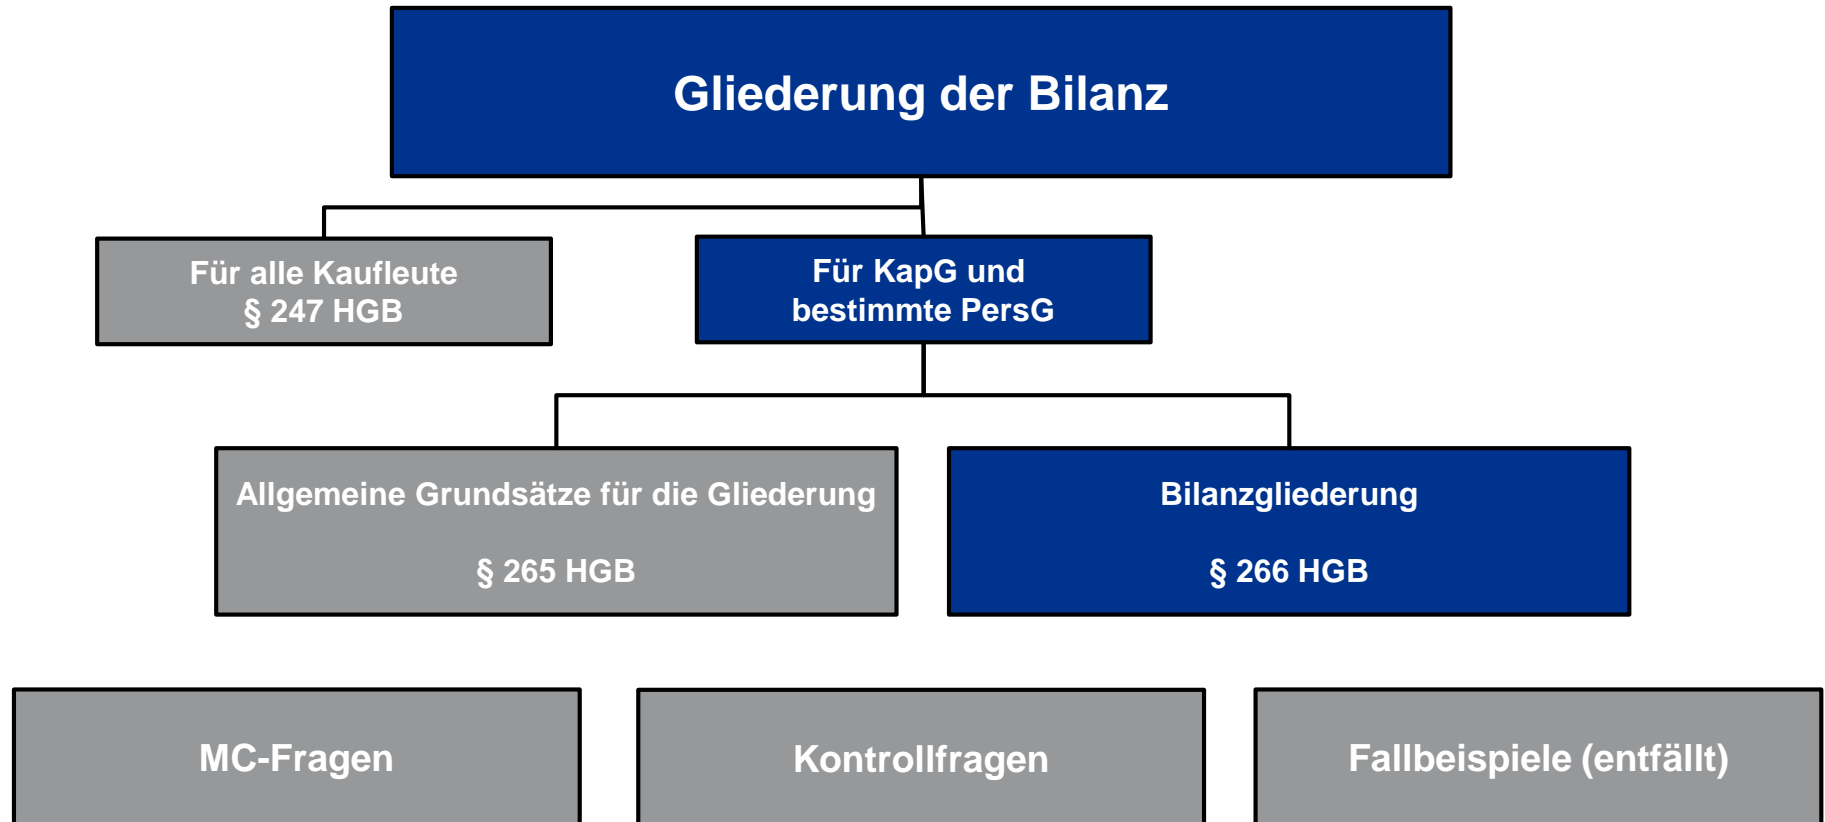 Gliederung der Bilanz
Für alle Kaufleute
§ 247 HGB
Für KapG und
bestimmte PersG
Allgemeine Grundsätze für die Gliederung
§ 265 HGB
Bilanzgliederung
§ 266 HGB
MC-Fragen
Kontrollfragen
Fallbeispiele (entfällt)